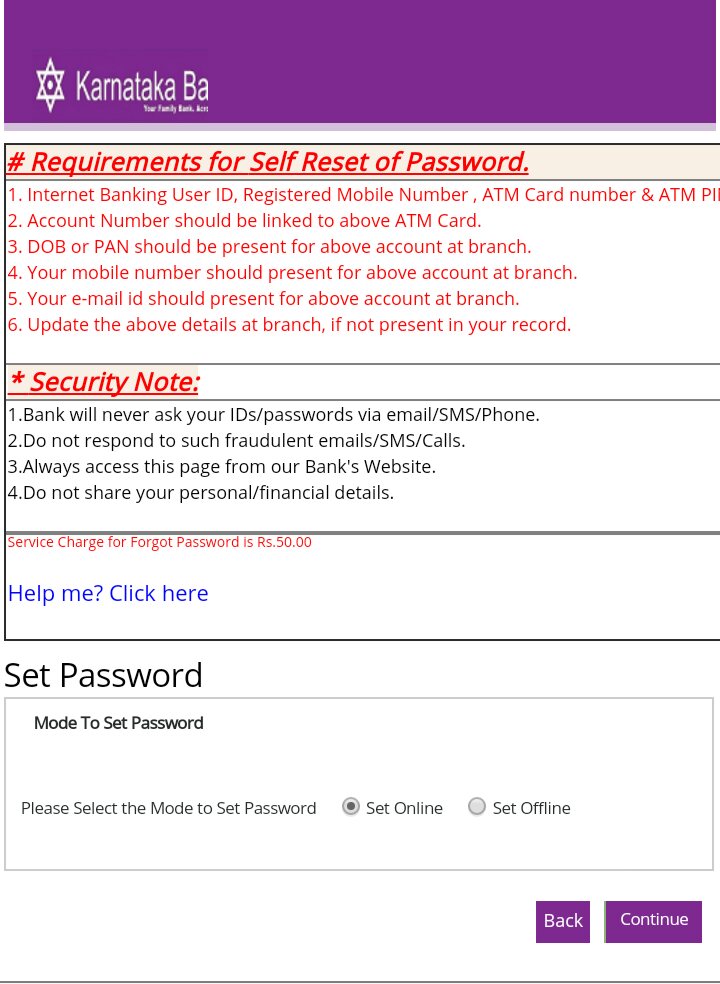 Karnataka Ba
Your Family Bank. Acro
# Requirements for Self Reset of Password.
1. Internet Banking User ID, Registered Mobile Number , ATM Card number & ATM PI
2. Account Number should be linked to above ATM Card.
3. DOB or PAN should be present for above account at branch.
4. Your mobile number should present for above account at branch.
5. Your e-mail id should present for above account at branch.
6. Update the above details at branch, if not present in your record.
* Security Note:
1.Bank will never ask your IDs/passwords via email/SMS/Phone.
2.Do not respond to such fraudulent emails/SMS/Calls.
3.Always access this page from our Bank's Website.
4.Do not share your personal/financial details.
Service Charge for Forgot Password is Rs.50.00
Help me? Click here
Set Password
Mode To Set Password
Please Select the Mode to Set Password Set Online Set Offline
Back Continue